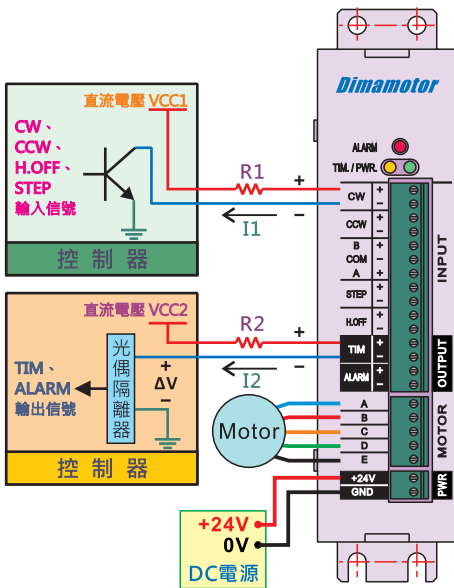 Dimamotor
直流電壓 VCC1
CW、
CCW、
H.OFF、
STEP
輸入信號
控制器
R1
+
I1
−
ALARM
TIM. / PWR.
CW + −
CCW + −
B
COM
A +
STEP + −
H.OFF + −
TIM + −
ALARM + −
INPUT
OUTPUT
直流電壓 VCC2
光偶隔離器
TIM、
ALARM
輸出信號
+
ΔV
−
控制器
R2
+
I2
−
Motor
A
B
C
D
E
MOTOR
+24V
GND
PWR
+24V
0V
DC電源